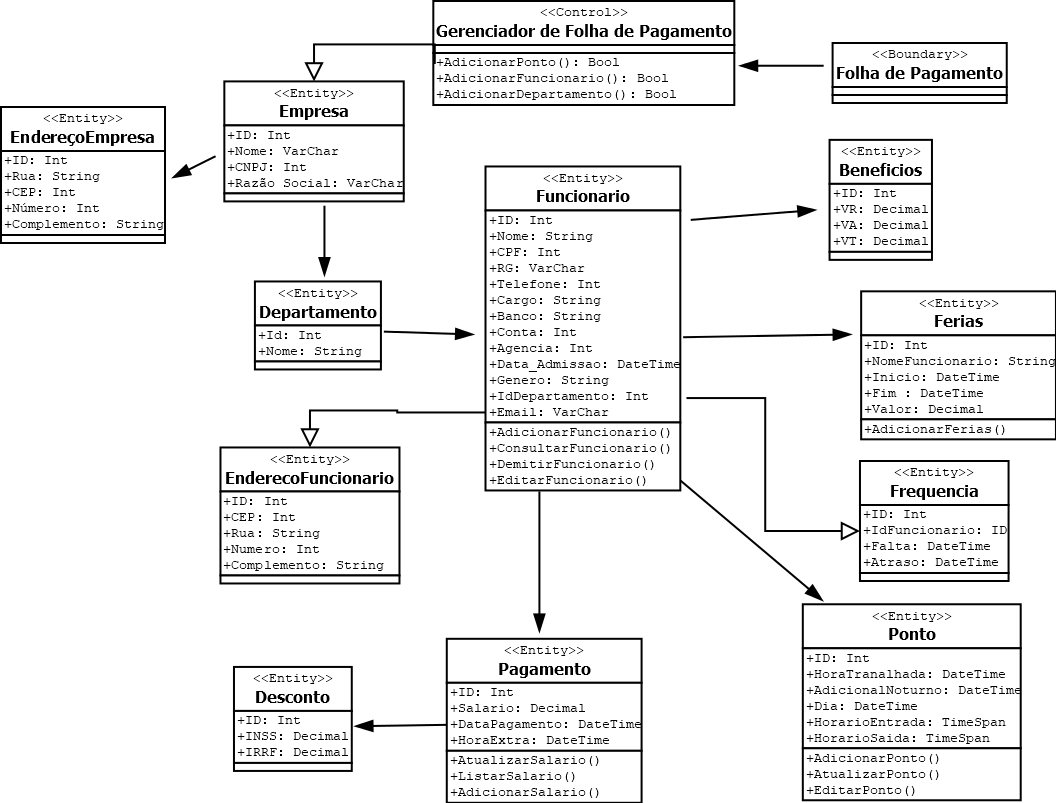 <<Control>>
Gerenciador de Folha de Pagamento
+AdicionarPonto(): Bool
+AdicionarFuncionario(): Bool
+AdicionarDepartamento(): Bool
<<Boundary>>
Folha de Pagamento
<<Entity>>
Empresa
+ID: Int
+Nome: VarChar
+CNPJ: Int
+Razão Social: VarChar
<<Entity>>
EndereçoEmpresa
+ID: Int
+Rua: String
+CEP: Int
+Número: Int
+Complemento: String
<<Entity>>
Funcionario
+ID: Int
+Nome: String
+CPF: Int
+RG: VarChar
+Telefone: Int
+Cargo: String
+Banco: String
+Conta: Int
+Agencia: Int
+Data_Admissao: DateTime
+Genero: String
+IdDepartamento: Int
+Email: VarChar
+AdicionarFuncionario()
+ConsultarFuncionario()
+DemitirFuncionario()
+EditarFuncionario()
<<Entity>>
Beneficios
+ID: Int
+VR: Decimal
+VA: Decimal
+VT: Decimal
<<Entity>>
Departamento
+Id: Int
+Nome: String
<<Entity>>
Ferias
+ID: Int
+NomeFuncionario: String
+Inicio: DateTime
+Fim : DateTime
+Valor: Decimal
+AdicionarFerias()
<<Entity>>
EnderecoFuncionario
+ID: Int
+CEP: Int
+Rua: String
+Numero: Int
+Complemento: String
<<Entity>>
Frequencia
+ID: Int
+IdFuncionario: ID
+Falta: DateTime
+Atraso: DateTime
<<Entity>>
Ponto
+ID: Int
+HoraTranalhada: DateTime
+AdicionalNoturno: DateTime
+Dia: DateTime
+HorarioEntrada: TimeSpan
+HorarioSaida: TimeSpan
+AdicionarPonto()
+AtualizarPonto()
+EditarPonto()
<<Entity>>
Pagamento
+ID: Int
+Salario: Decimal
+DataPagamento: DateTime
+HoraExtra: DateTime
+AtualizarSalario()
+ListarSalario()
+AdicionarSalario()
<<Entity>>
Desconto
+ID: Int
+INSS: Decimal
+IRRF: Decimal